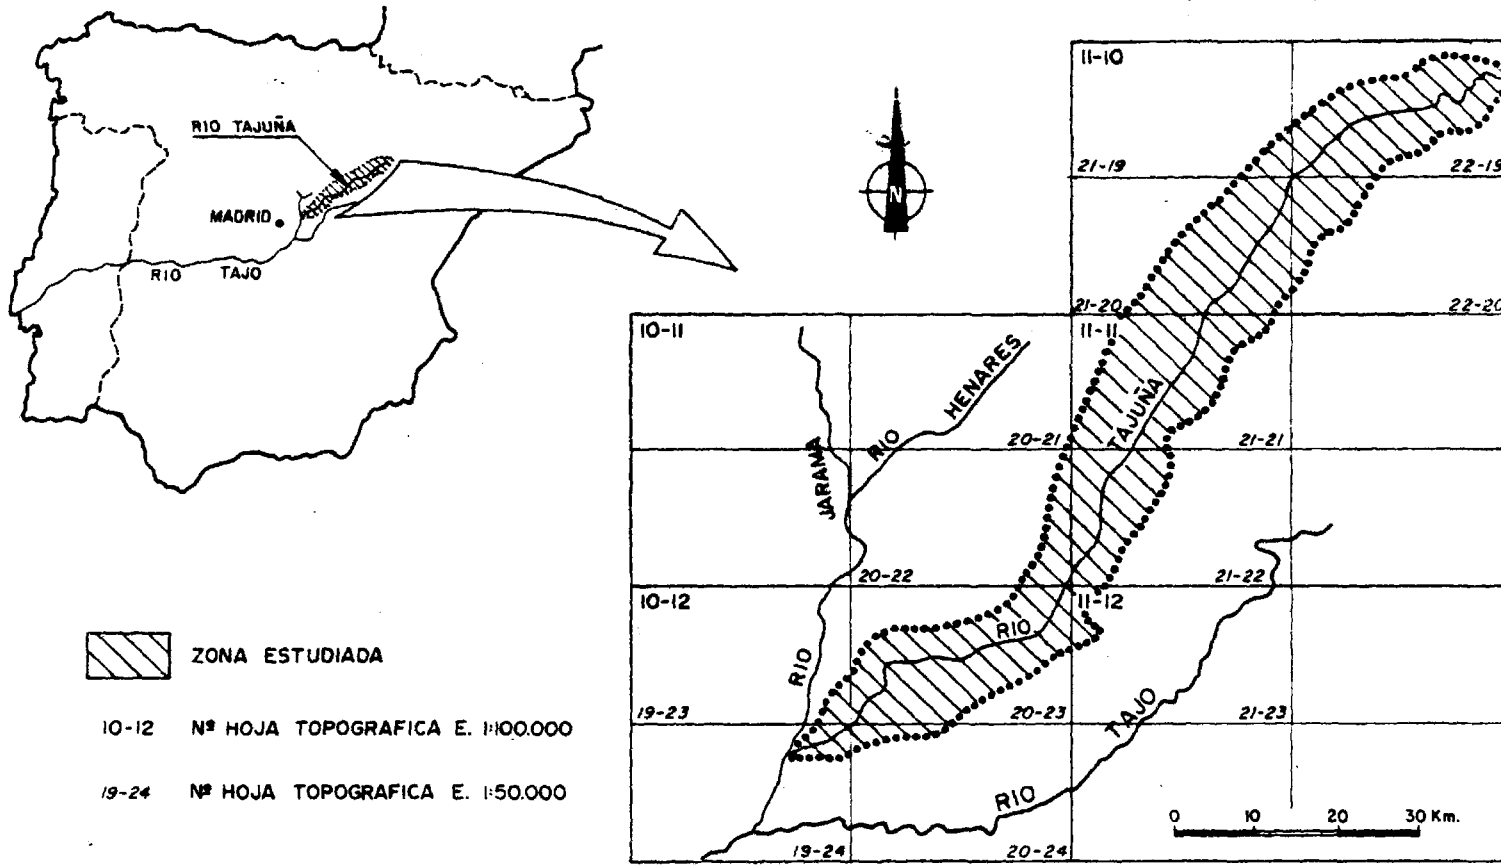 RIO TAJUÑA
MADRID
RIO TAJO
N
11-10
21-19
22-19
21-20
22-20
10-11
11-11
RIO HENARES
JARAMA
RIO
TAJUÑA
20-21
21-21
20-22
21-22
10-12
11-12
RIO
19-23
20-23
21-23
RIO TAJO
19-24
20-24
0 10 20 30 Km.
ZONA ESTUDIADA
10-12 Nº HOJA TOPOGRAFICA E. 1:100.000
19-24 Nº HOJA TOPOGRAFICA E. 1:50.000